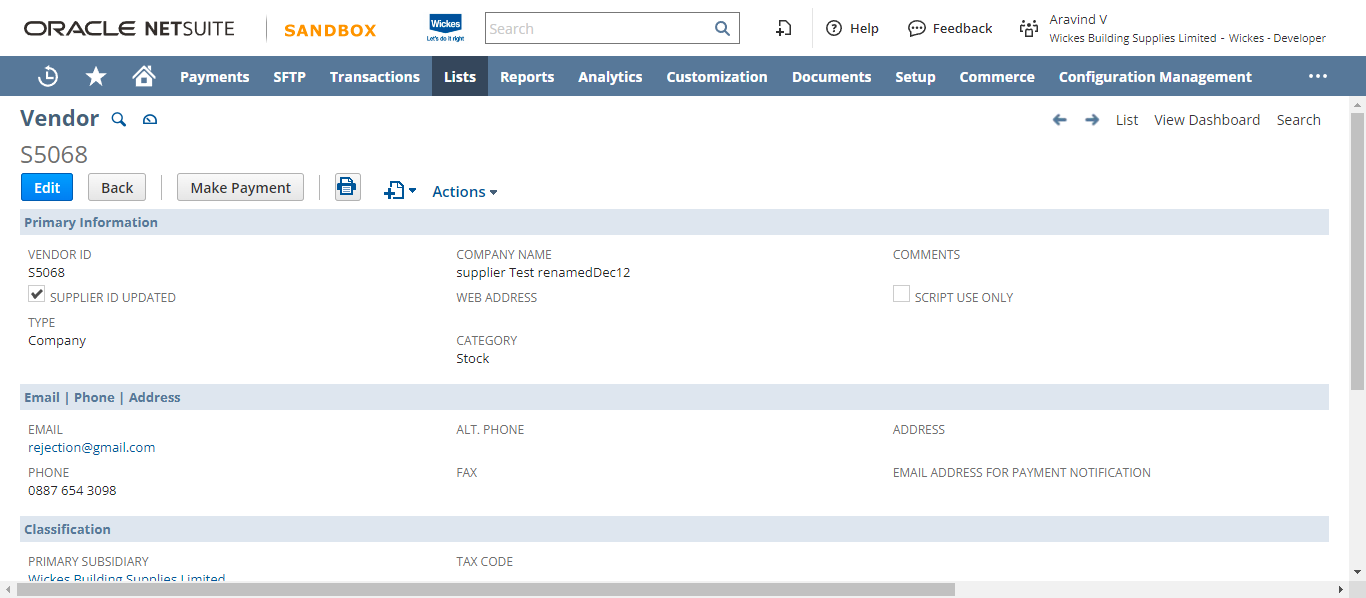 ORACLE NETSUITE
SANDBOX
Wickes
Let's do it right
Search
Help
Feedback
Aravind V
Wickes Building Supplies Limited - Wickes - Developer
Payments SFTP Transactions Lists Reports Analytics Customization Documents Setup Commerce Configuration Management
Vendor
List View Dashboard Search
S5068
Edit Back Make Payment Actions
Primary Information
VENDOR ID
S5068
SUPPLIER ID UPDATED
TYPE
Company
COMPANY NAME
supplier Test renamedDec12
WEB ADDRESS
CATEGORY
Stock
COMMENTS
SCRIPT USE ONLY
Email | Phone | Address
EMAIL
rejection@gmail.com
PHONE
0887 654 3098
ALT. PHONE
FAX
ADDRESS
EMAIL ADDRESS FOR PAYMENT NOTIFICATION
Classification
PRIMARY SUBSIDIARY
Wickes Building Supplies Limited
TAX CODE